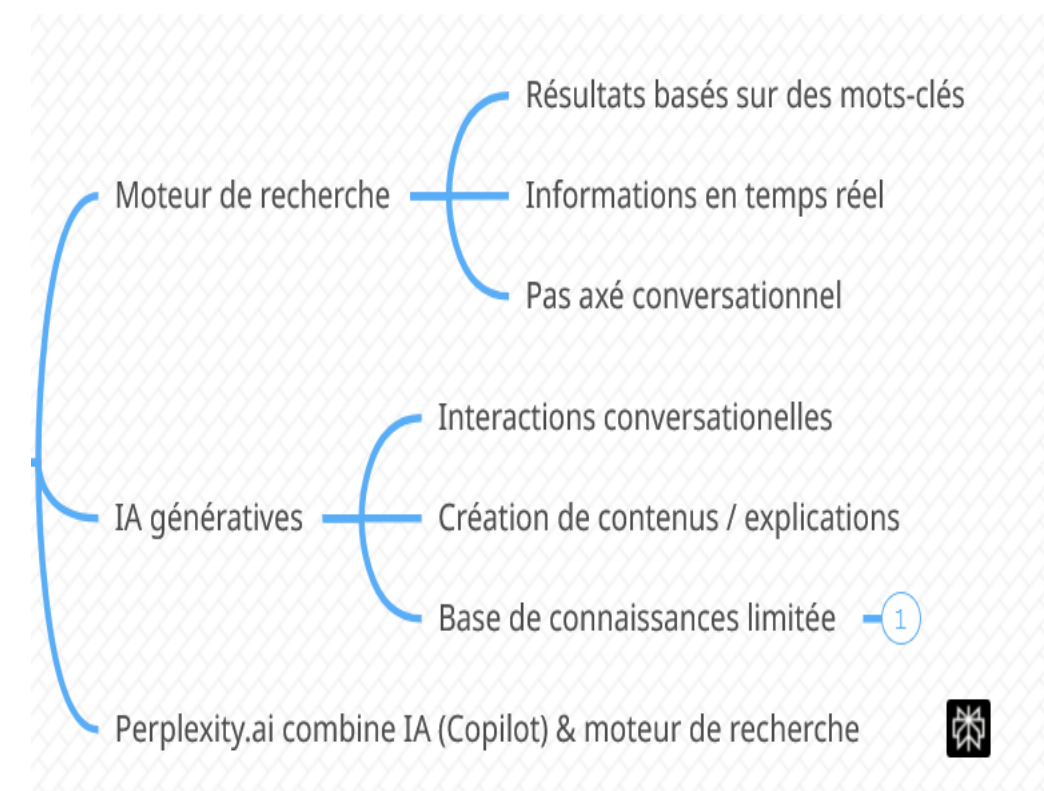 Résultats basés sur des mots-clés
Moteur de recherche
Informations en temps réel
Pas axé conversationnel
Interactions conversationelles
IA génératives
Création de contenus / explications
Base de connaissances limitée
1
Perplexity.ai combine IA (Copilot) & moteur de recherche